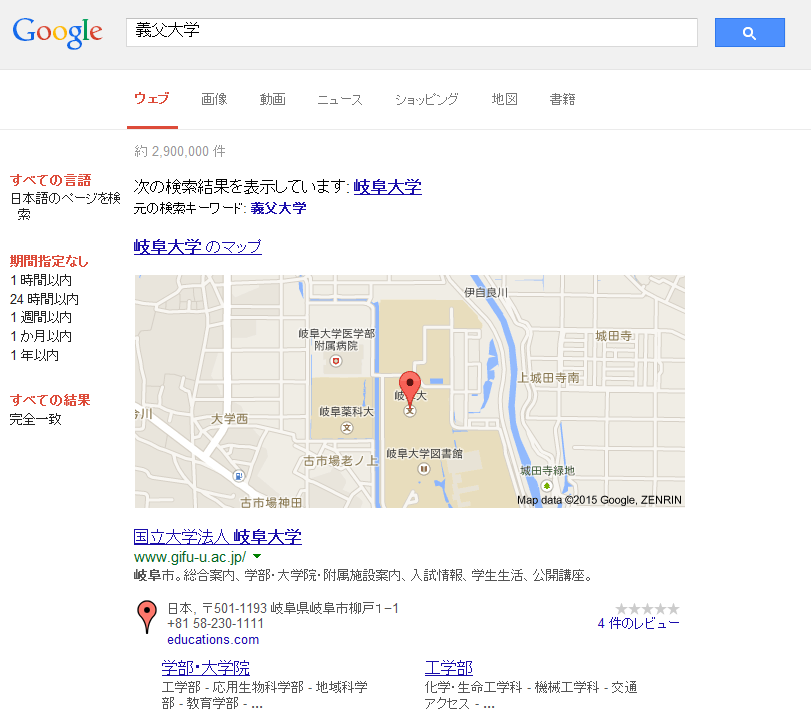 Google
義父大学
ウェブ
画像
動画
ニュース
ショッピング
地図
書籍
約 2,900,000 件
すべての言語
日本語のページを検
索
期間指定なし
1 時間以内
24 時間以内
1 週間以内
1 か月以内
1 年以内
すべての結果
完全一致
次の検索結果を表示しています: 岐阜大学
元の検索キーワード: 義父大学
岐阜大学 のマップ
伊自良川
岐阜大学医学部
附属病院
城田寺
上城田寺南
岐阜薬科大
大学西
岐阜大学図書館
古市場老ノ上
城田寺緑地
古市場神田
Map data ©2015 Google, ZENRIN
国立大学法人 岐阜大学
www.gifu-u.ac.jp/
岐阜市。総合案内、学部・大学院・附属施設案内、入試情報、学生生活、公開講座。
日本, 〒501-1193 岐阜県岐阜市柳戸1−1
+81 58-230-1111
educations.com
4 件のレビュー
学部・大学院
工学部 - 応用生物科学部 - 地域科学
部 - 教育学部 - ...
工学部
化学・生命工学科 - 機械工学科 - 交通
アクセス - ...